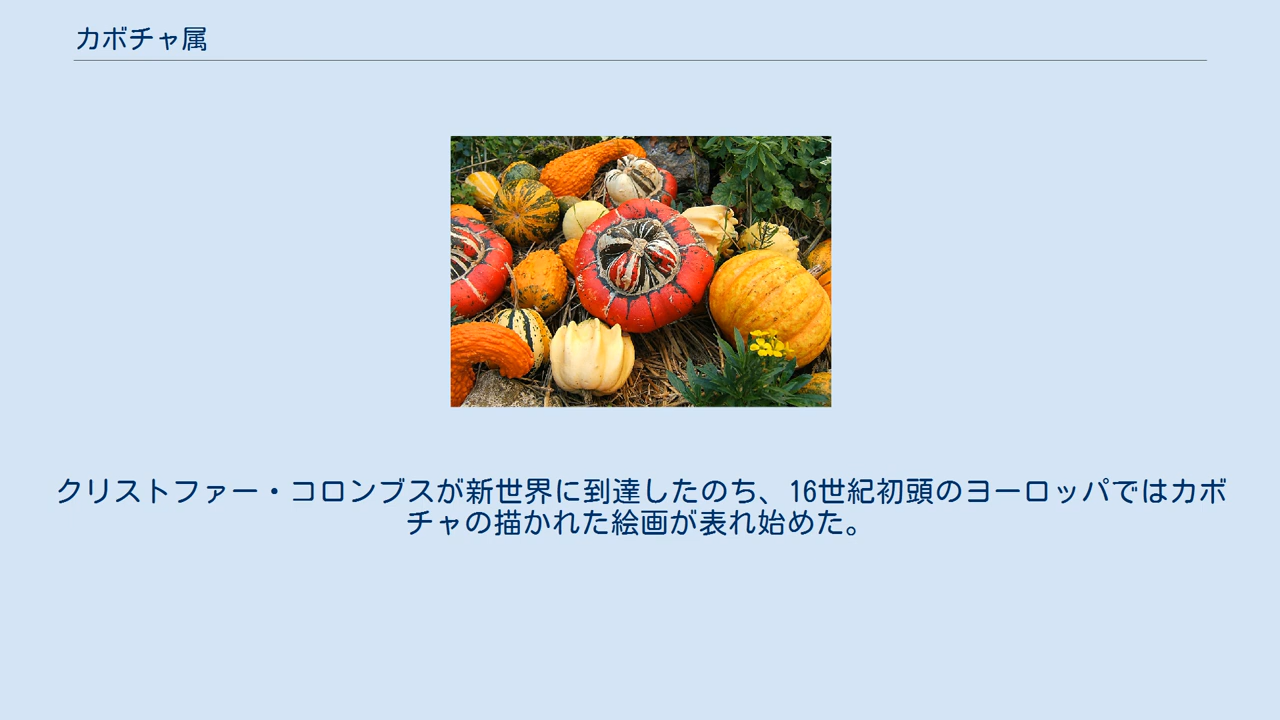 カボチャ属
クリストファー・コロンブスが新世界に到達したのち、16世紀初頭のヨーロッパではカボ
チャの描かれた絵画が表れ始めた。